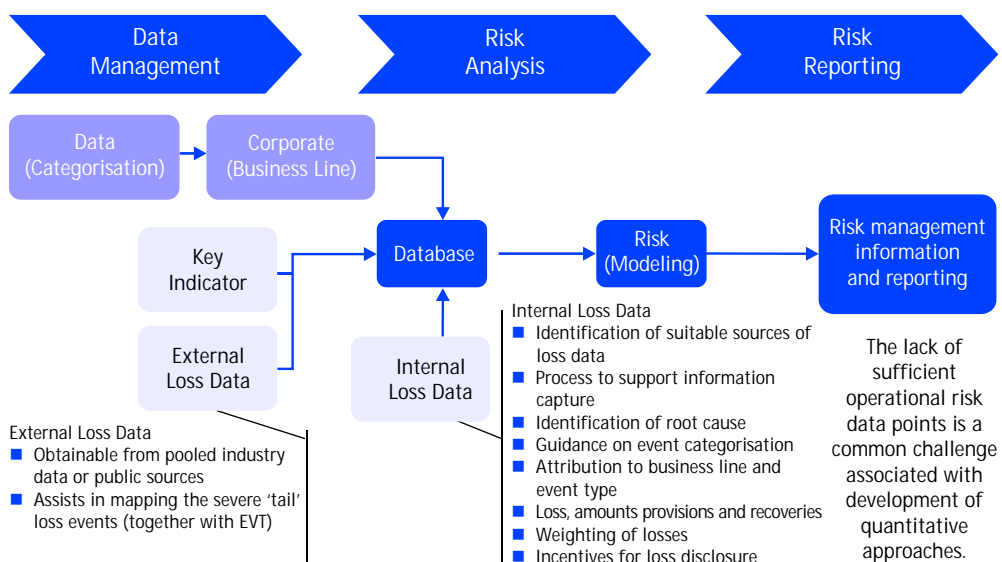 Data
Management
Risk
Analysis
Risk
Reporting
Data
(Categorisation)
Corporate
(Business Line)
Key
Indicator
Database
Risk
(Modeling)
Risk management
information
and reporting
External
Loss Data
Internal
Loss Data
External Loss Data
Obtainable from pooled industry
data or public sources
Assists in mapping the severe ‘tail’
loss events (together with EVT)
Internal Loss Data
Identification of suitable sources of
loss data
Process to support information
capture
Identification of root cause
Guidance on event categorisation
Attribution to business line and
event type
Loss, amounts provisions and recoveries
Weighting of losses
Incentives for loss disclosure
The lack of
sufficient
operational risk
data points is a
common challenge
associated with
development of
quantitative
approaches.